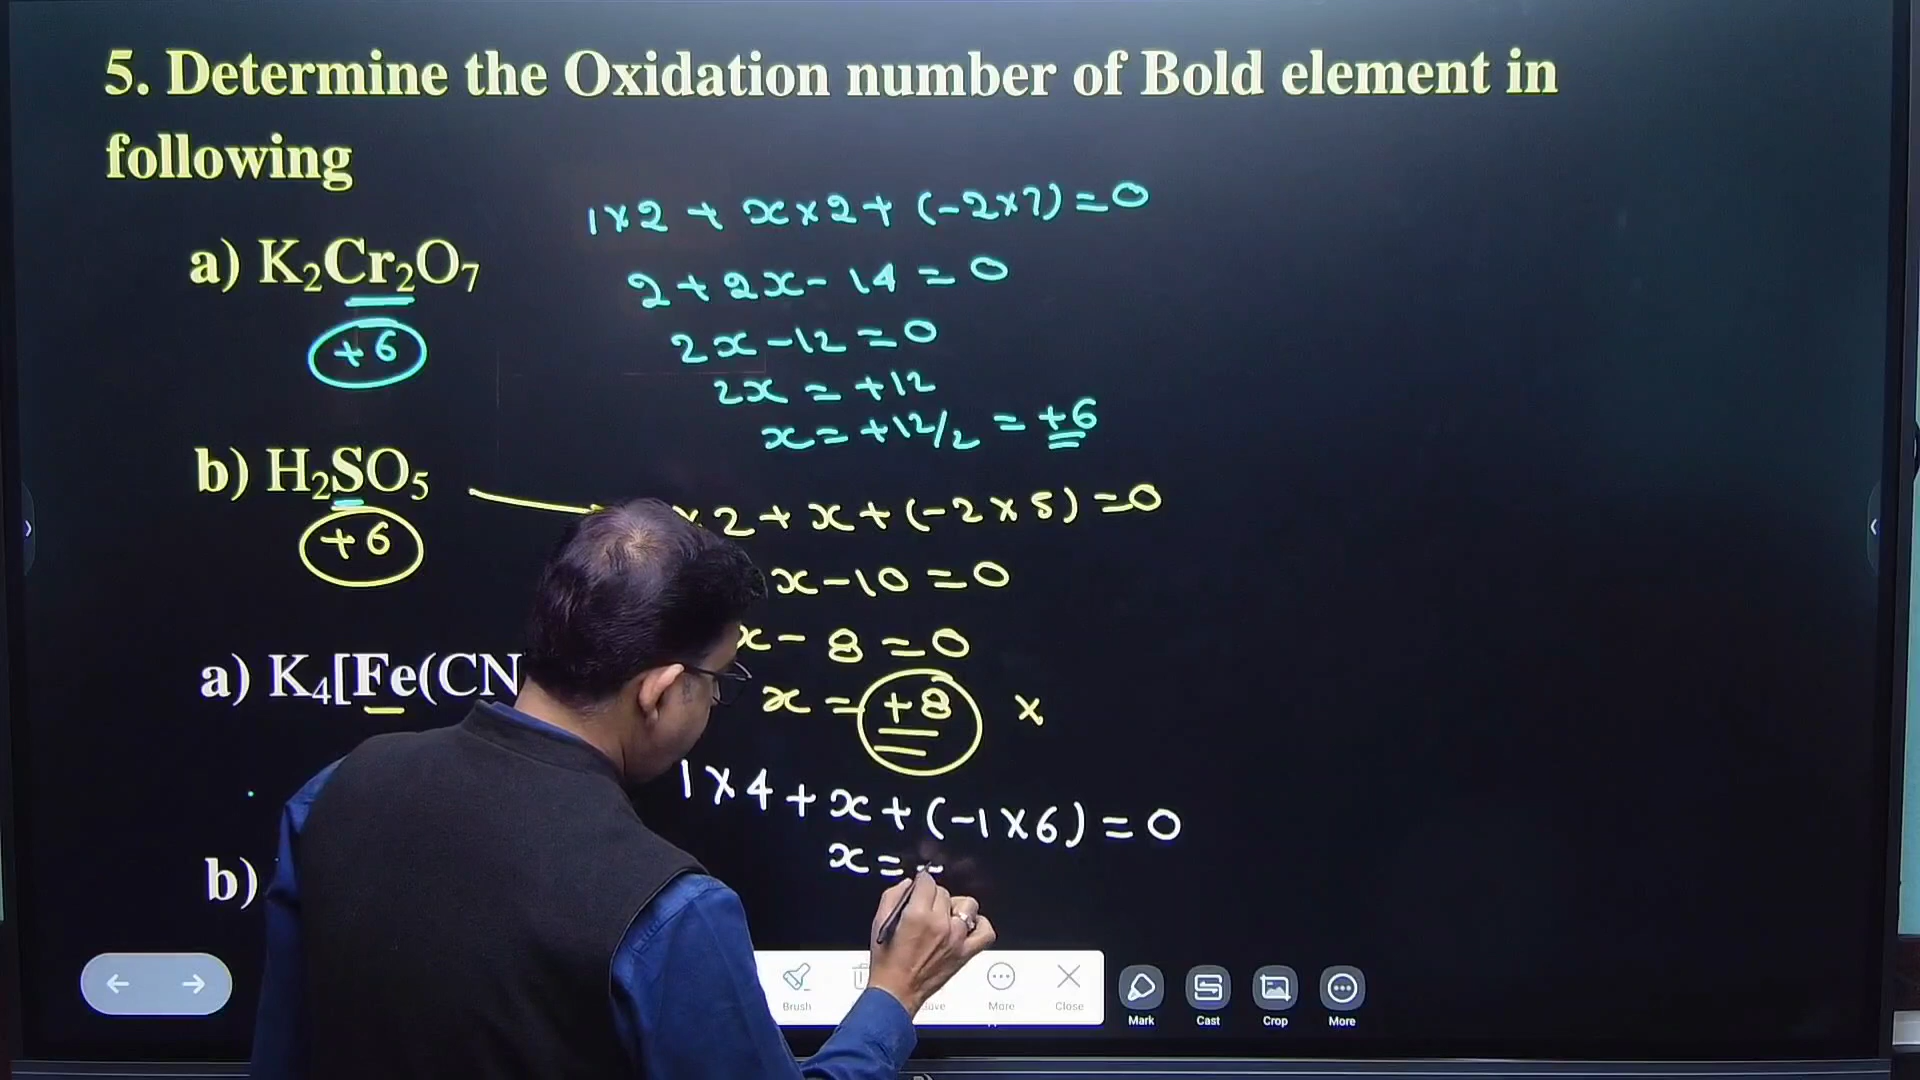 5. Determine the Oxidation number of Bold element in
following
1×2 + x×2 + (-2×7) = 0
a) K₂Cr₂O₇
2 + 2x - 14 = 0
+6
2x - 12 = 0
2x = +12
x = +12/2 = +6
b) H₂SO₅
×2 + x + (-2×5) = 0
+6
x - 10 = 0
x - 8 = 0
a) K₄[Fe(CN
x = +8 ×
1×4 + x + (-1×6) = 0
x =
b)
Brush
More
Close
Mark
Cast
Crop
More